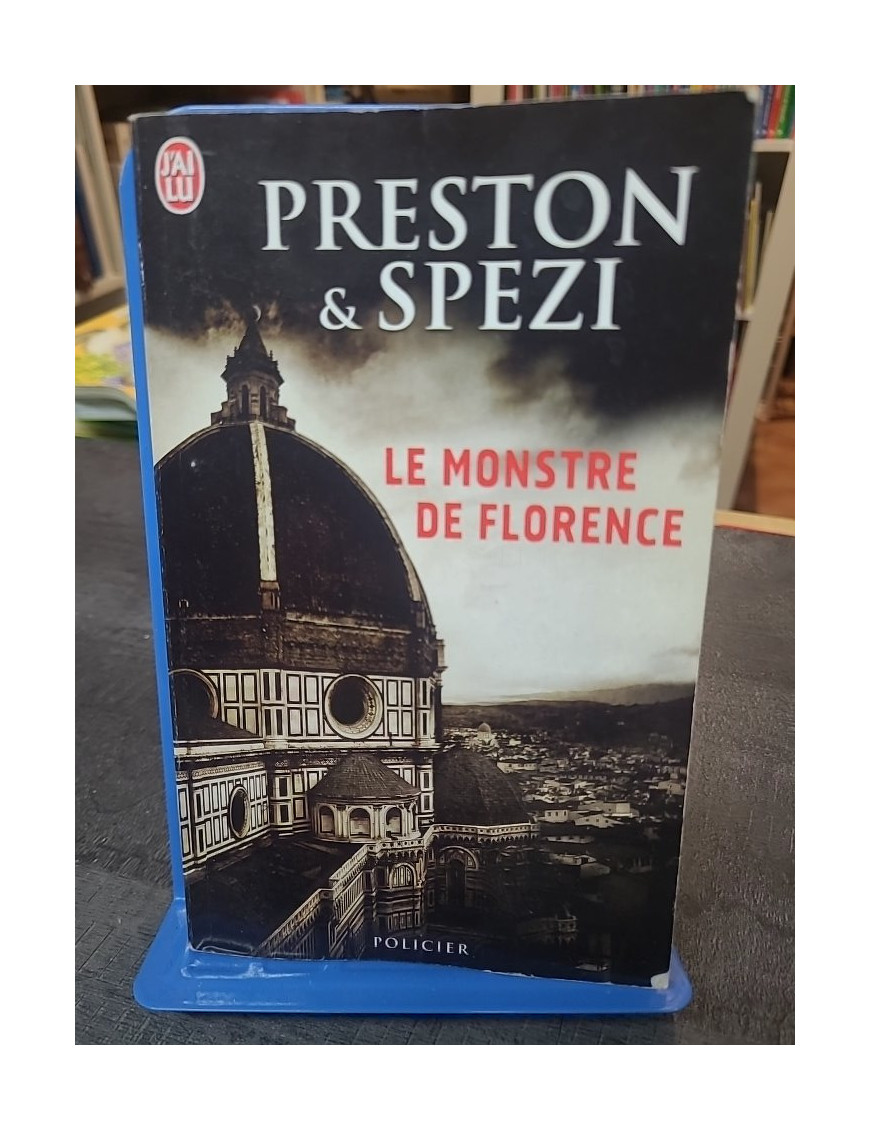 J'AI
LU
PRESTON
& SPEZI
LE MONSTRE
DE FLORENCE
POLICIER